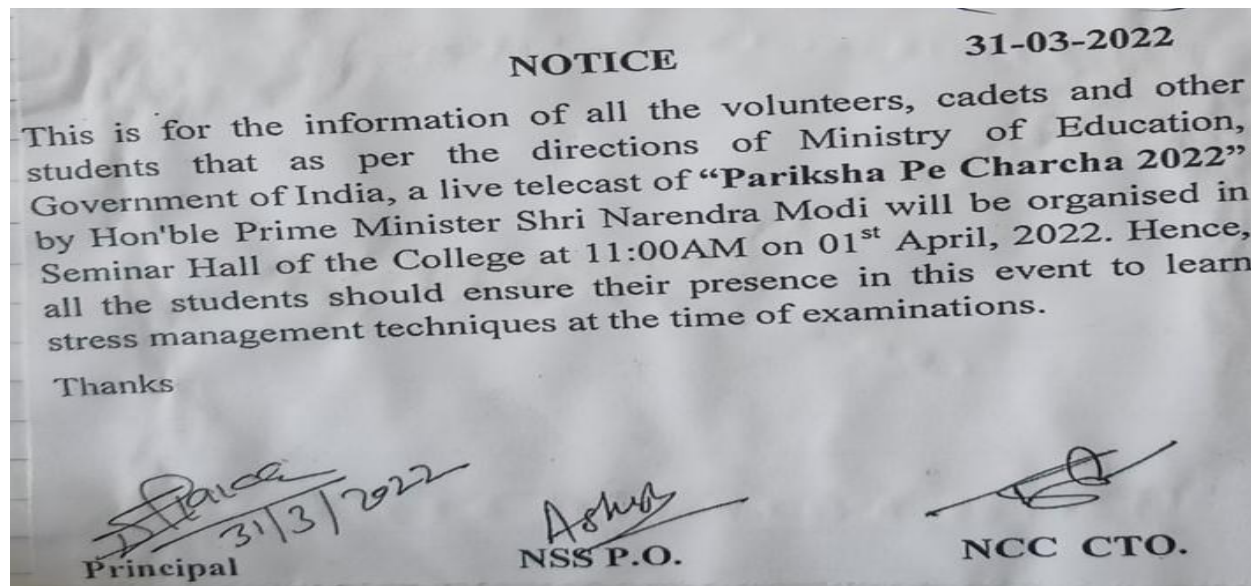 31-03-2022
NOTICE
This is for the information of all the volunteers, cadets and other
students that as per the directions of Ministry of Education,
Government of India, a live telecast of “Pariksha Pe Charcha 2022”
by Hon'ble Prime Minister Shri Narendra Modi will be organised in
Seminar Hall of the College at 11:00AM on 01st April, 2022. Hence,
all the students should ensure their presence in this event to learn
stress management techniques at the time of examinations.
Thanks
31/3/2022
Principal
NSS P.O.
NCC CTO.